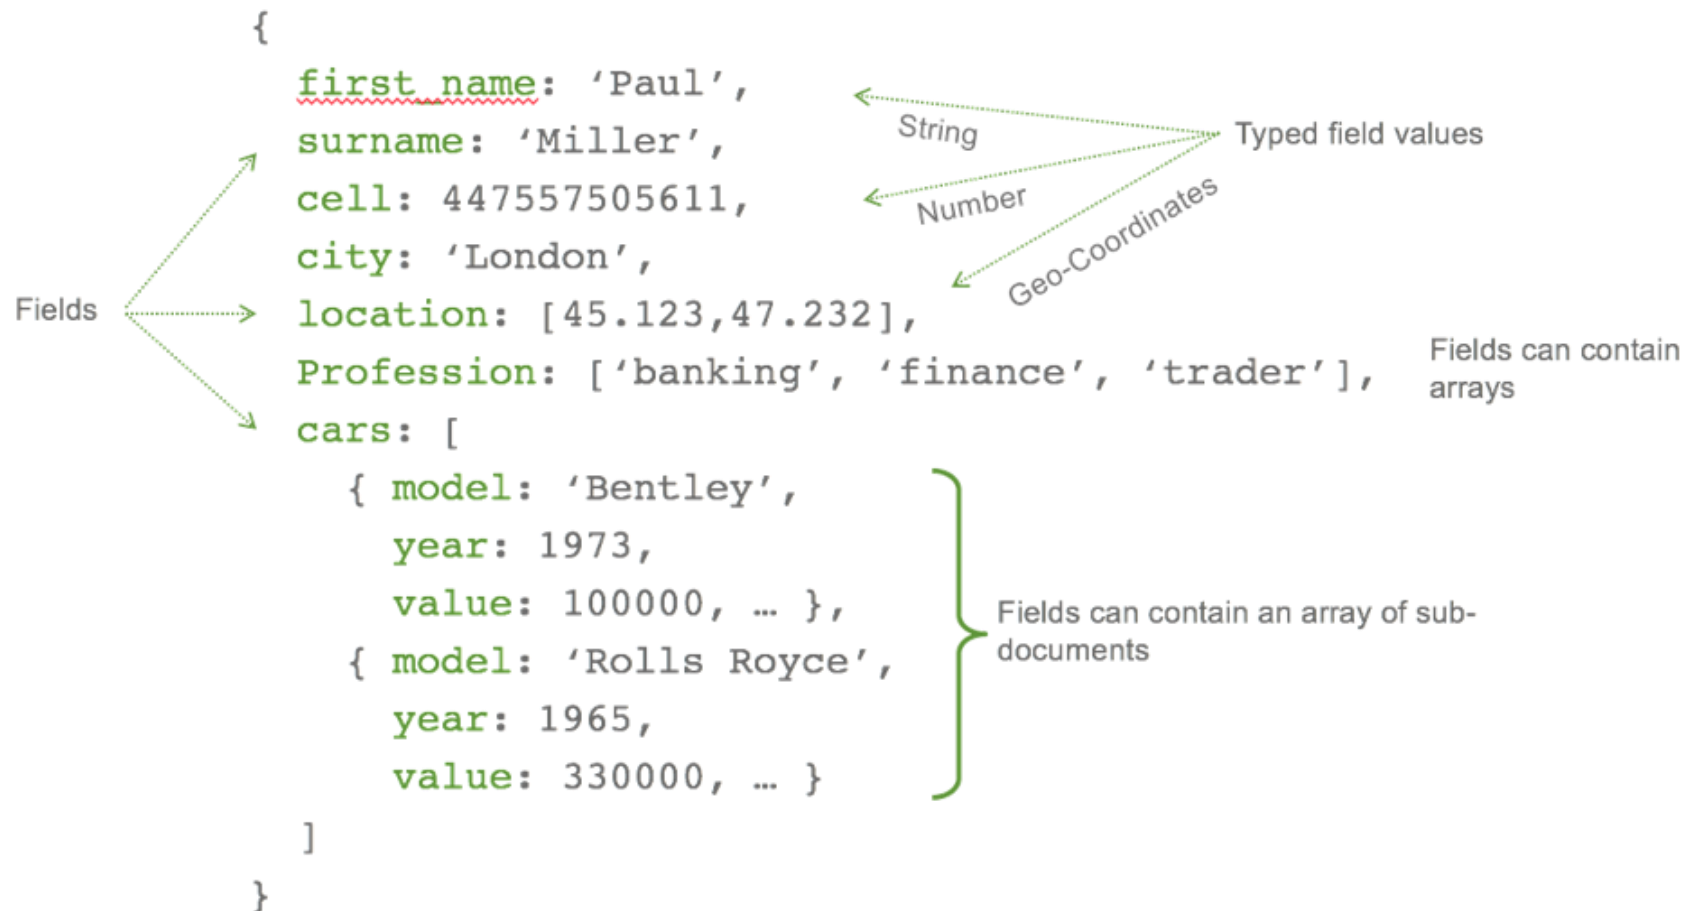 {
first_name: ‘Paul’,
surname: ‘Miller’,
cell: 447557505611,
city: ‘London’,
location: [45.123,47.232],
Profession: [‘banking’, ‘finance’, ‘trader’],
cars: [
{ model: ‘Bentley’,
year: 1973,
value: 100000, … },
{ model: ‘Rolls Royce’,
year: 1965,
value: 330000, … }
]
}
Fields
String
Number
Geo-Coordinates
Typed field values
Fields can contain
arrays
Fields can contain an array of sub-
documents